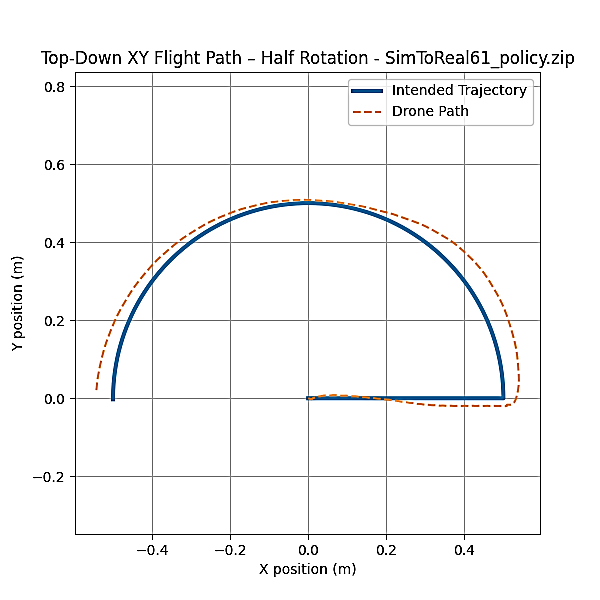 Top-Down XY Flight Path – Half Rotation - SimToReal61_policy.zip
Intended Trajectory
Drone Path
0.8
0.6
0.4
0.2
0.0
−0.2
Y position (m)
−0.4
−0.2
0.0
0.2
0.4
X position (m)